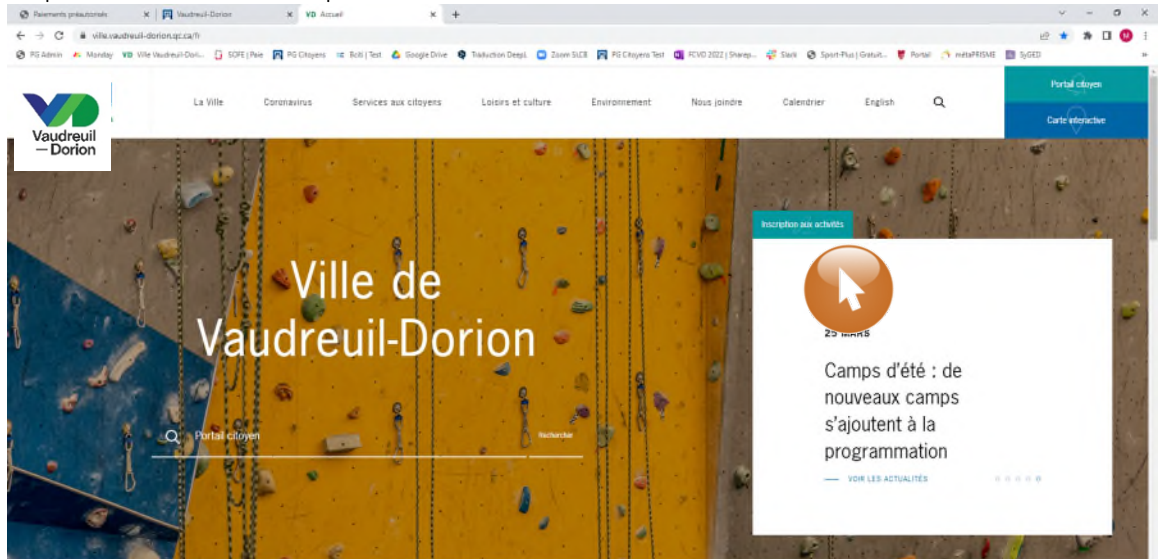 Paiements préautorisés
Vaudreuil-Dorion
VD Accueil
ville.vaudreuil-dorion.qc.ca/fr
PG Admin
Monday
VD Ville Vaudreuil-Dori...
SOFE | Paie
PG Citoyens
Google Drive
Traduction DeepL
Zoom SLCB
PG Citoyens Test
FCVD 2022 | Sharep...
Slack
Sport-Plus | Gratuit...
Portail
métaPRISME
SyGED
Vaudreuil
— Dorion
La Ville
Coronavirus
Services aux citoyens
Loisirs et culture
Environnement
Nous joindre
Calendrier
English
Portail citoyen
Carte interactive
Inscription aux activités
Ville de
Vaudreuil-Dorion
Portail citoyen
Rechercher
25 MARS
Camps d'été : de
nouveaux camps
s'ajoutent à la
programmation
VOIR LES ACTUALITÉS